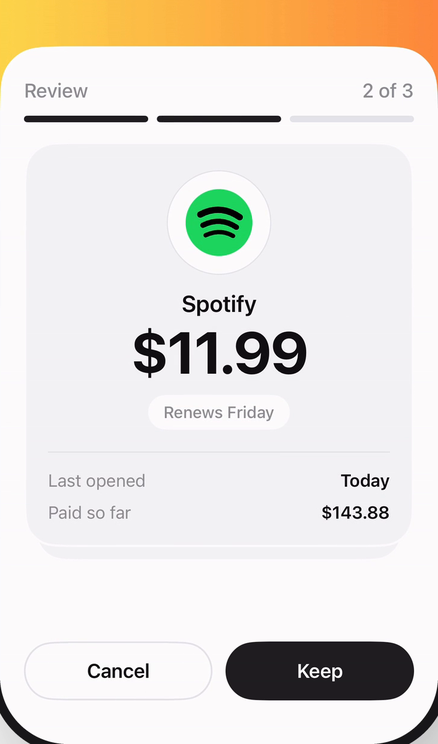 Review 2 of 3
Spotify
$11.99
Renews Friday
Last opened Today
Paid so far $143.88
Cancel Keep